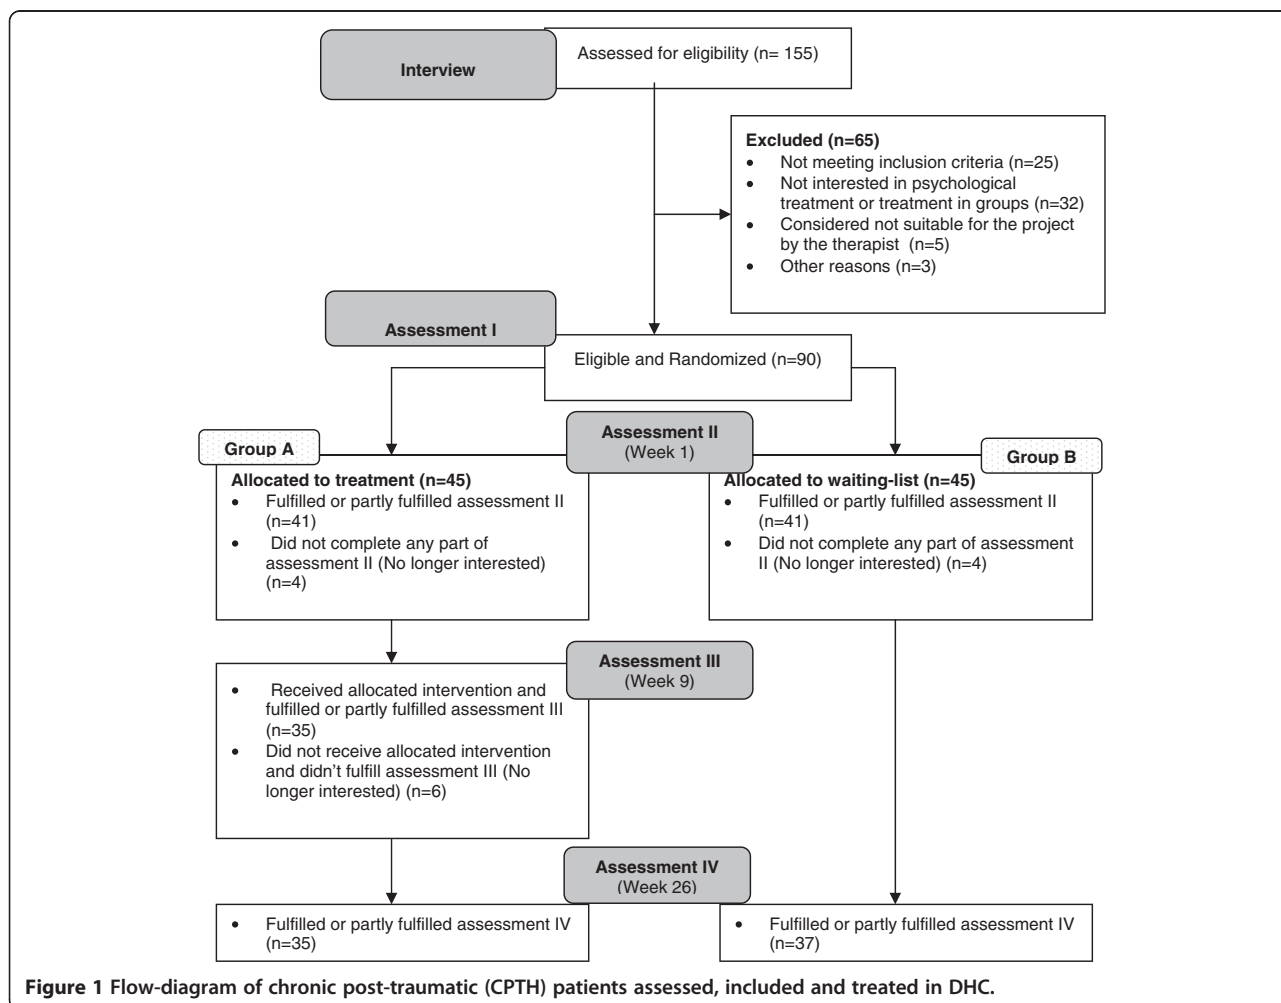 Interview
Assessed for eligibility (n= 155)
Excluded (n=65)
• Not meeting inclusion criteria (n=25)
• Not interested in psychological
treatment or treatment in groups (n=32)
• Considered not suitable for the project
by the therapist (n=5)
• Other reasons (n=3)
Assessment I
Eligible and Randomized (n=90)
Assessment II
(Week 1)
Group A
Allocated to treatment (n=45)
• Fulfilled or partly fulfilled assessment II
(n=41)
• Did not complete any part of
assessment II (No longer interested)
(n=4)
Group B
Allocated to waiting-list (n=45)
• Fulfilled or partly fulfilled assessment II
(n=41)
• Did not complete any part of assessment
II (No longer interested) (n=4)
Assessment III
(Week 9)
• Received allocated intervention and
fulfilled or partly fulfilled assessment III
(n=35)
• Did not receive allocated intervention
and didn't fulfill assessment III (No
longer interested) (n=6)
Assessment IV
(Week 26)
• Fulfilled or partly fulfilled assessment IV
(n=35)
• Fulfilled or partly fulfilled assessment IV
(n=37)
Figure 1 Flow-diagram of chronic post-traumatic (CPTH) patients assessed, included and treated in DHC.